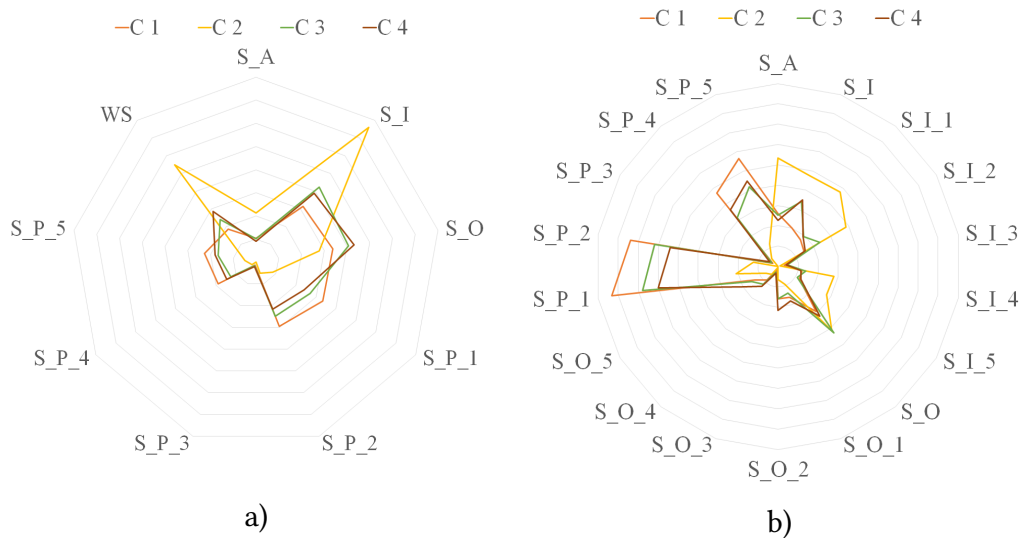 C 1 C 2 C 3 C 4
S_A
S_I
S_O
S_P_1
S_P_2
S_P_3
S_P_4
S_P_5
WS
a)
C 1 C 2 C 3 C 4
S_A
S_I
S_I_1
S_I_2
S_I_3
S_I_4
S_I_5
S_O
S_O_1
S_O_2
S_O_3
S_O_4
S_O_5
S_P_1
S_P_2
S_P_3
S_P_4
S_P_5
b)